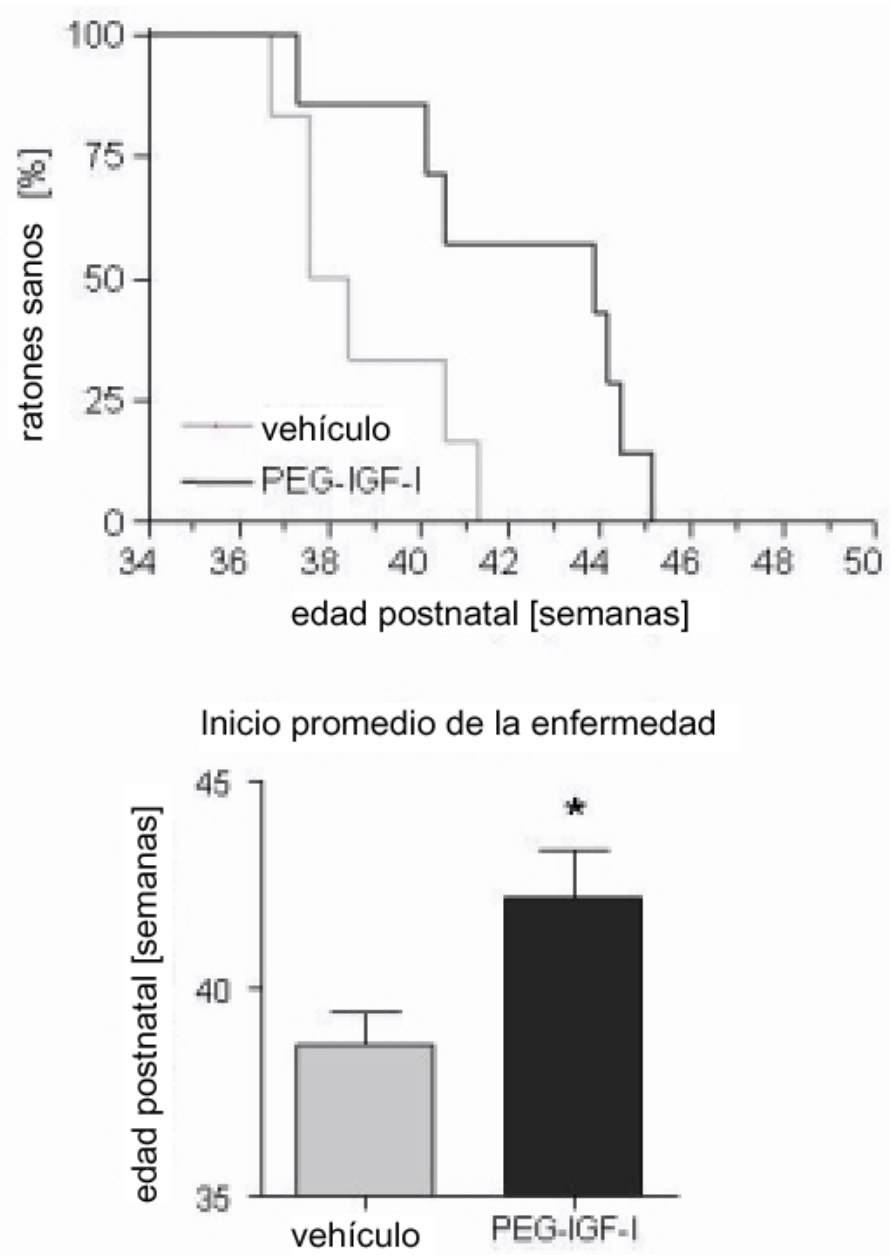 100
75
50
25
0
ratones sanos [%]
vehículo
PEG-IGF-I
34 36 38 40 42 44 46 48 50
edad postnatal [semanas]
Inicio promedio de la enfermedad
45
40
35
edad postnatal [semanas]
*
vehículo PEG-IGF-I